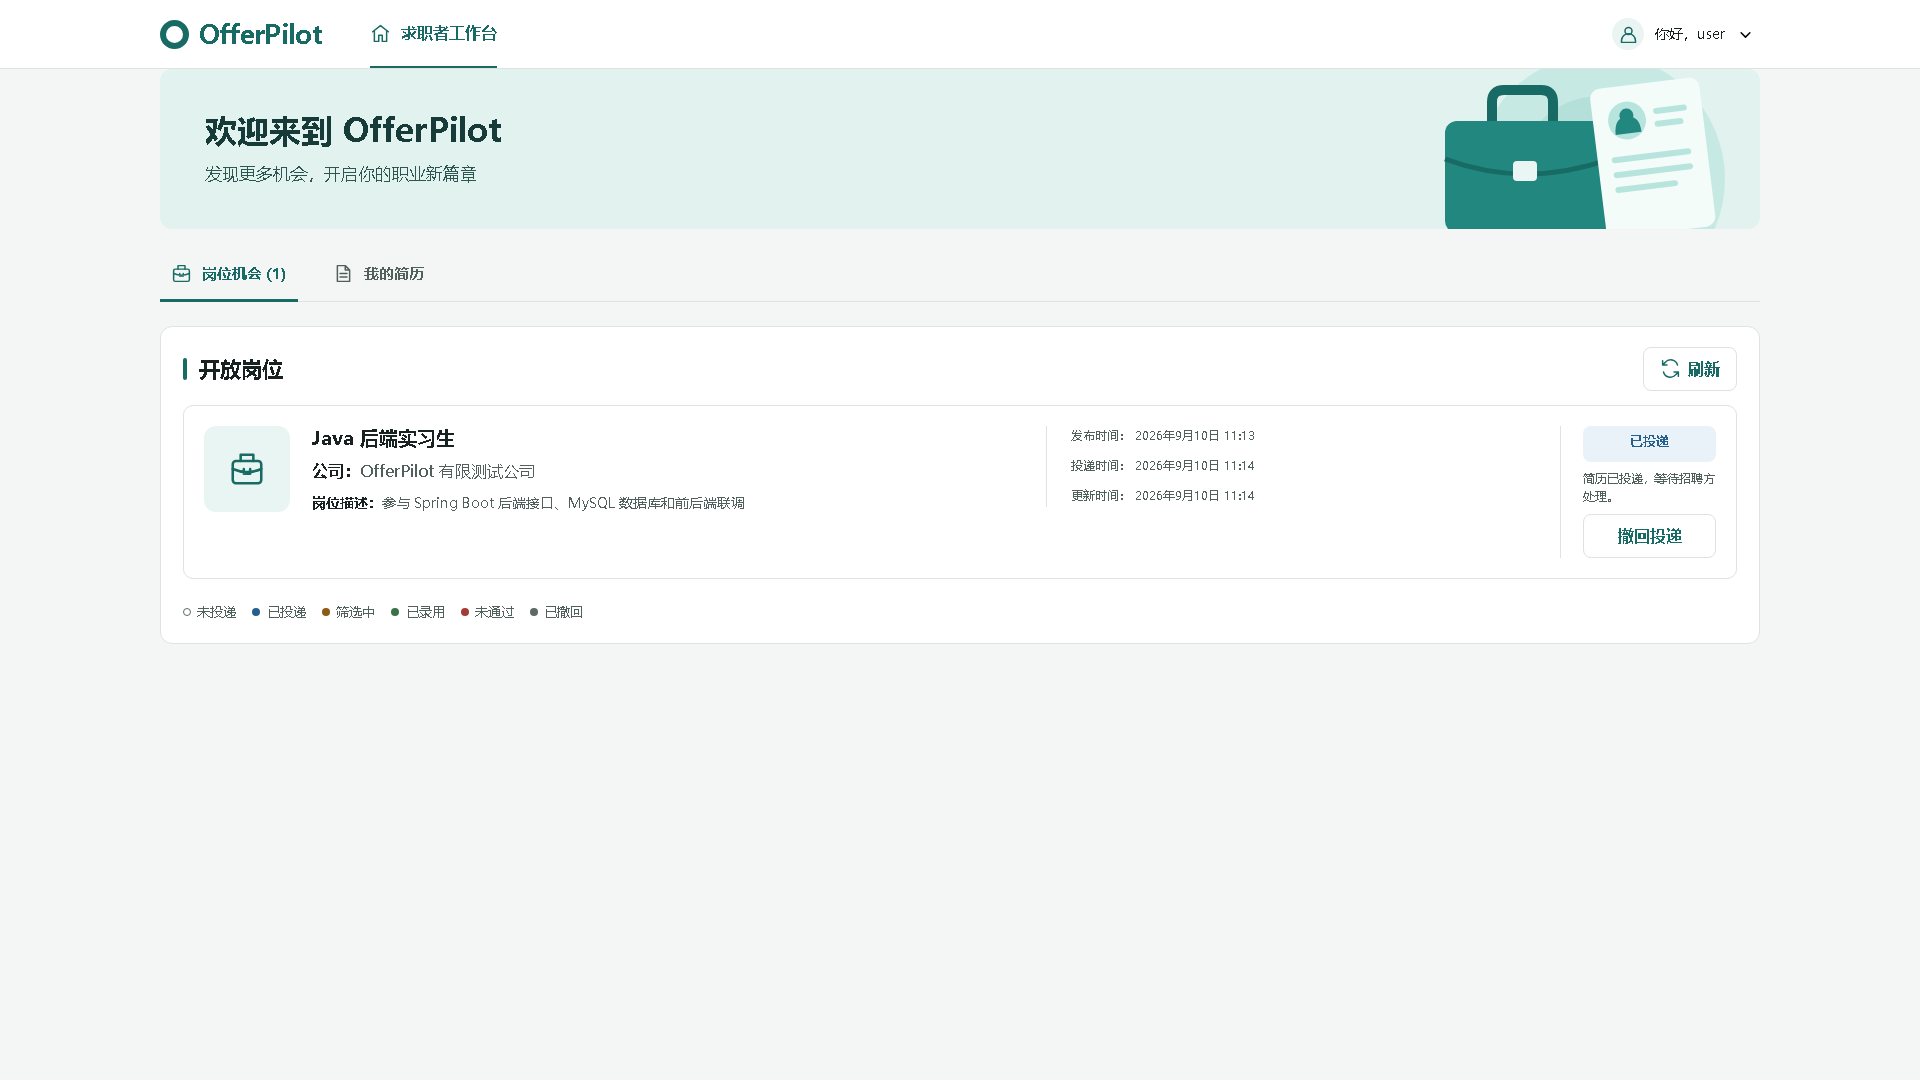 OfferPilot
求职者工作台
你好，user
欢迎来到 OfferPilot
发现更多机会，开启你的职业新篇章
岗位机会 (1)
我的简历
开放岗位
刷新
Java 后端实习生
公司：OfferPilot 有限测试公司
岗位描述：参与 Spring Boot 后端接口、MySQL 数据库和前后端联调
发布时间： 2026年9月10日 11:13
投递时间： 2026年9月10日 11:14
更新时间： 2026年9月10日 11:14
已投递
简历已投递，等待招聘方
处理。
撤回投递
未投递
已投递
筛选中
已录用
未通过
已撤回